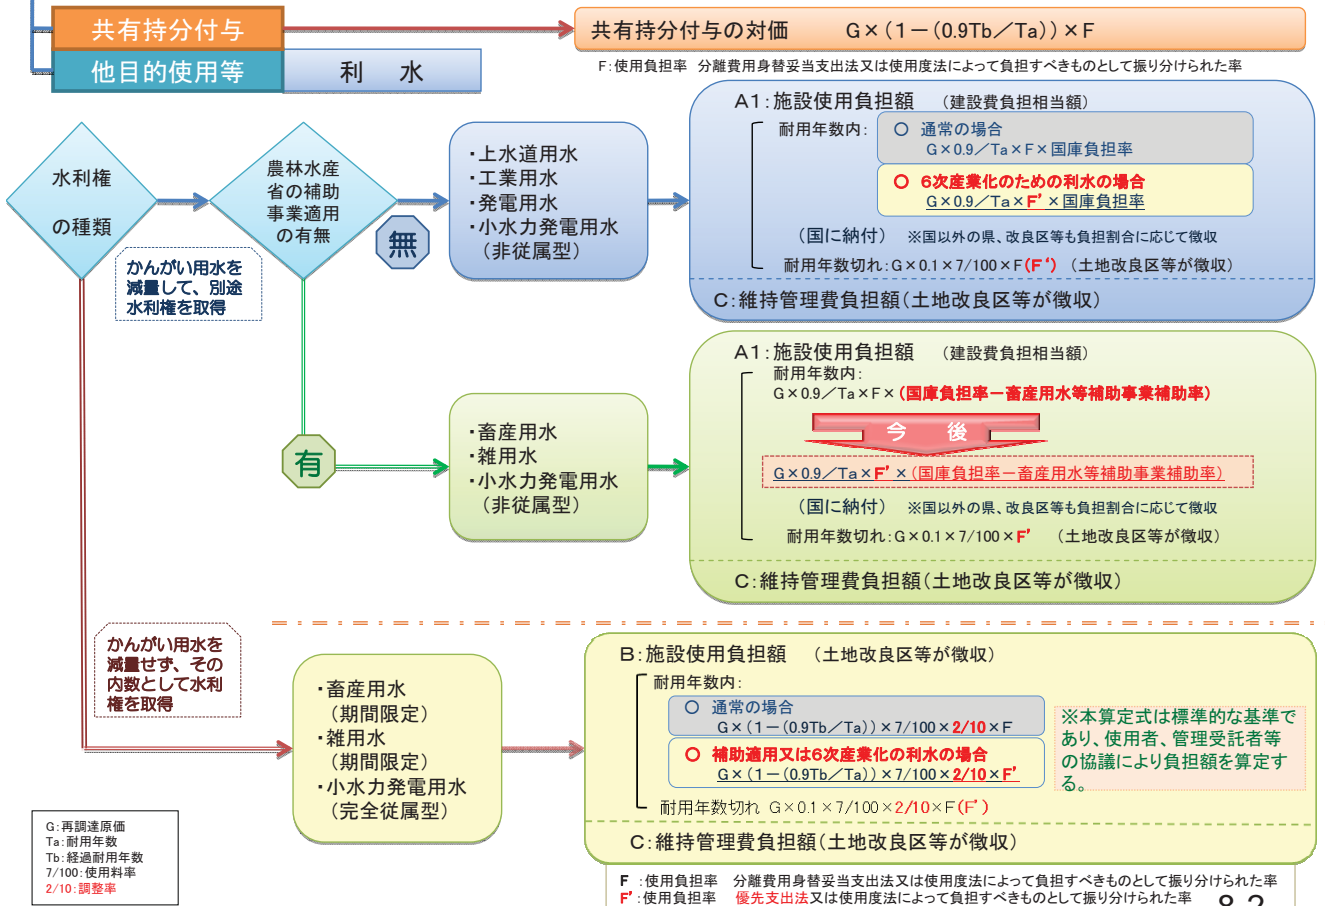 共有持分付与
共有持分付与の対価　　G×(1－(0.9Tb／Ta))×F
他目的使用等
利　水
F:使用負担率　分離費用身替妥当支出法又は使用度法によって負担すべきものとして振り分けられた率
水利権
の種類
農林水産
省の補助
事業適用
の有無
無
かんがい用水を
減量して、別途
水利権を取得
・上水道用水
・工業用水
・発電用水
・小水力発電用水
（非従属型）
A1:施設使用負担額　（建設費負担相当額）
耐用年数内:
○ 通常の場合
G×0.9／Ta×F×国庫負担率
○ 6次産業化のための利水の場合
G×0.9／Ta×F'×国庫負担率
（国に納付）　※国以外の県、改良区等も負担割合に応じて徴収
耐用年数切れ:G×0.1×7/100×F(F')（土地改良区等が徴収）
C:維持管理費負担額(土地改良区等が徴収）
有
・畜産用水
・雑用水
・小水力発電用水
（非従属型）
A1:施設使用負担額　（建設費負担相当額）
耐用年数内:
G×0.9／Ta×F×(国庫負担率－畜産用水等補助事業補助率)
今　後
G×0.9／Ta×F'×(国庫負担率－畜産用水等補助事業補助率)
（国に納付）　※国以外の県、改良区等も負担割合に応じて徴収
耐用年数切れ:G×0.1×7/100×F'　（土地改良区等が徴収）
C:維持管理費負担額(土地改良区等が徴収）
かんがい用水を
減量せず、その
内数として水利
権を取得
・畜産用水
（期間限定）
・雑用水
（期間限定）
・小水力発電用水
（完全従属型）
B:施設使用負担額　（土地改良区等が徴収）
耐用年数内:
○ 通常の場合
G×(1－(0.9Tb／Ta))×7/100×2/10×F
○ 補助適用又は6次産業化の利水の場合
G×(1－(0.9Tb／Ta))×7/100×2/10×F'
耐用年数切れ G×0.1×7/100×2/10×F(F')
※本算定式は標準的な基準で
あり、使用者、管理受託者等
の協議により負担額を算定す
る。
C:維持管理費負担額(土地改良区等が徴収）
G:再調達原価
Ta:耐用年数
Tb:経過耐用年数
7/100:使用料率
2/10:調整率
F :使用負担率　分離費用身替妥当支出法又は使用度法によって負担すべきものとして振り分けられた率
F' :使用負担率　優先支出法又は使用度法によって負担すべきものとして振り分けられた率